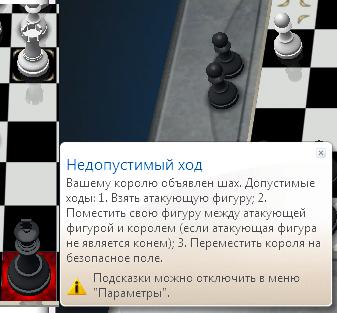 Недопустимый ход
Вашему королю объявлен шах. Допустимые
ходы: 1. Взять атакующую фигуру; 2.
Поместить свою фигуру между атакующей
фигурой и королем (если атакующая фигура
не является конем); 3. Переместить короля на
безопасное поле.
Подсказки можно отключить в меню
"Параметры".